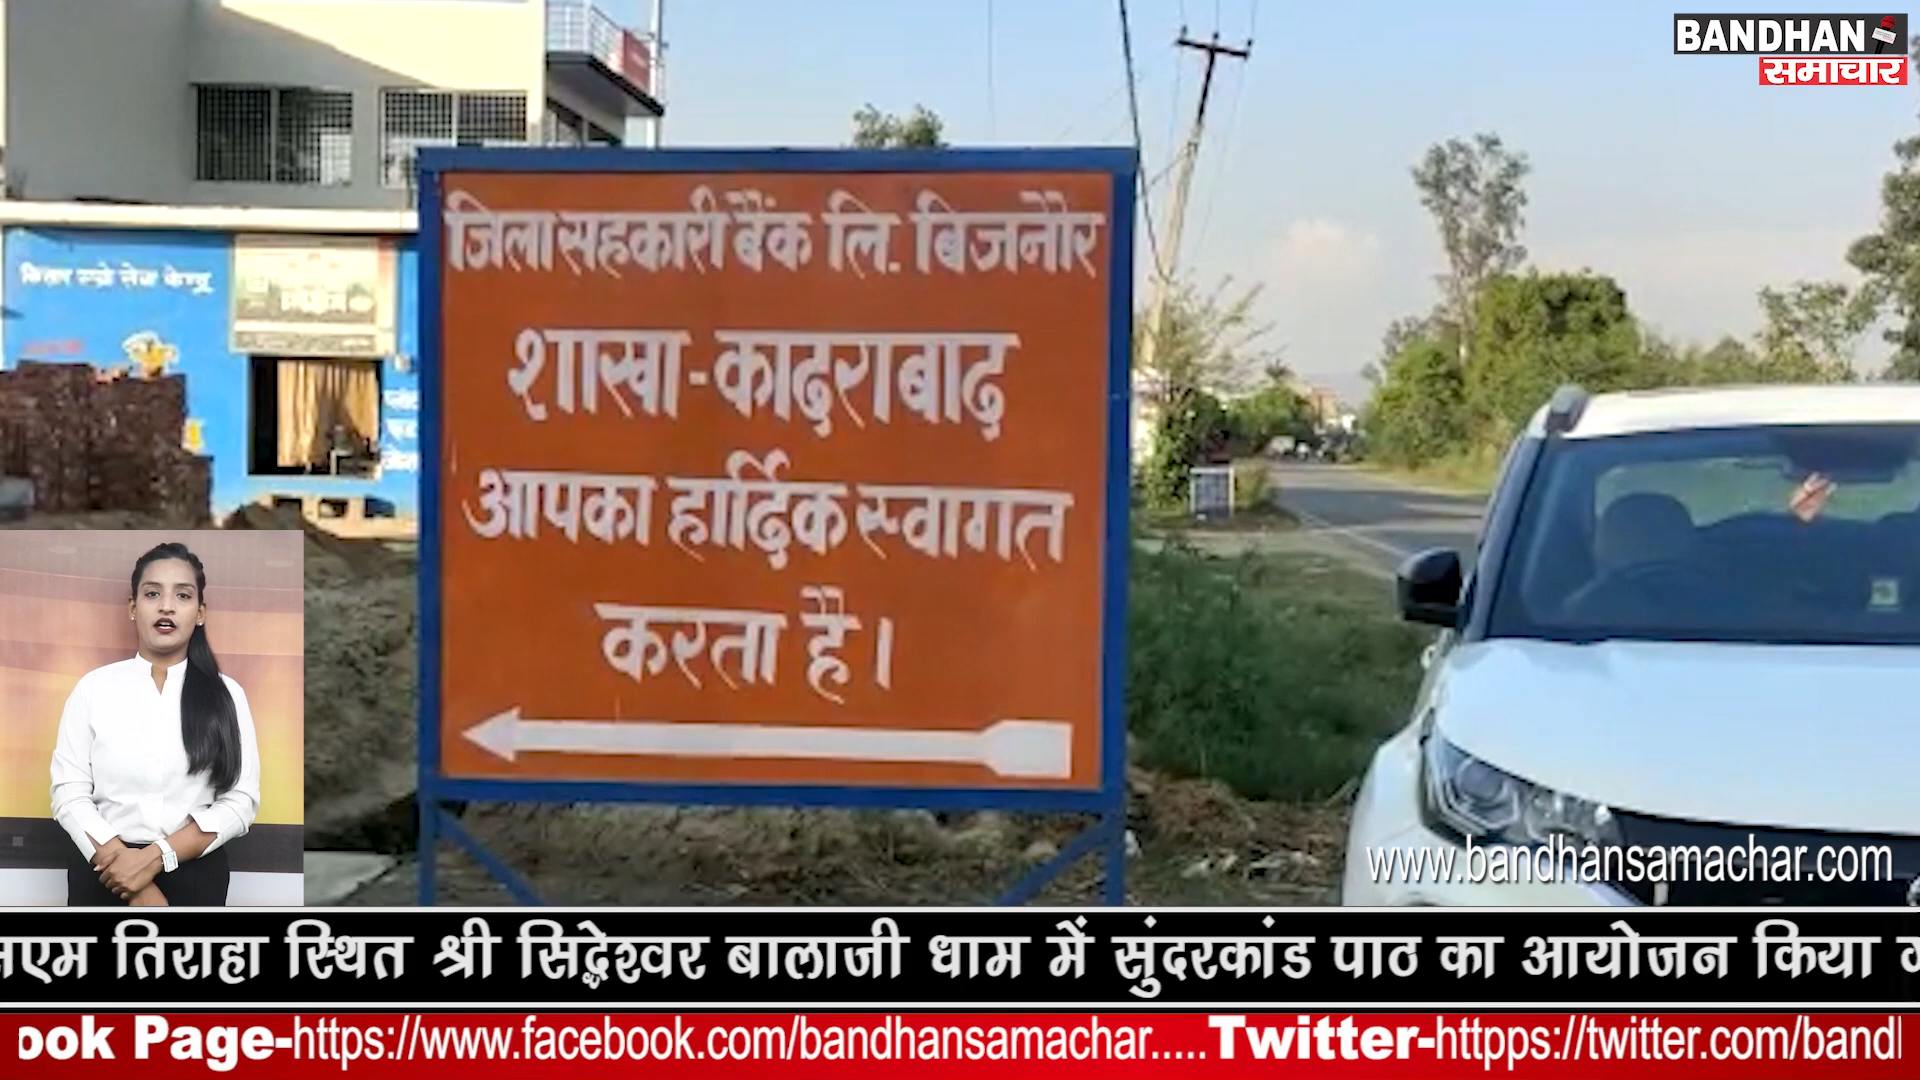 BANDHAN
समाचार
जिला सहकारी बैंक लि. बिजनौर
शाखा-कादराबाद
आपका हार्दिक स्वागत
करता है।
www.bandhansamachar.com
एम तिराहा स्थित श्री सिद्धेश्वर बालाजी धाम में सुंदरकांड पाठ का आयोजन किया
ook Page-https://www.facebook.com/bandhansamachar.....Twitter-httpps://twitter.com/band